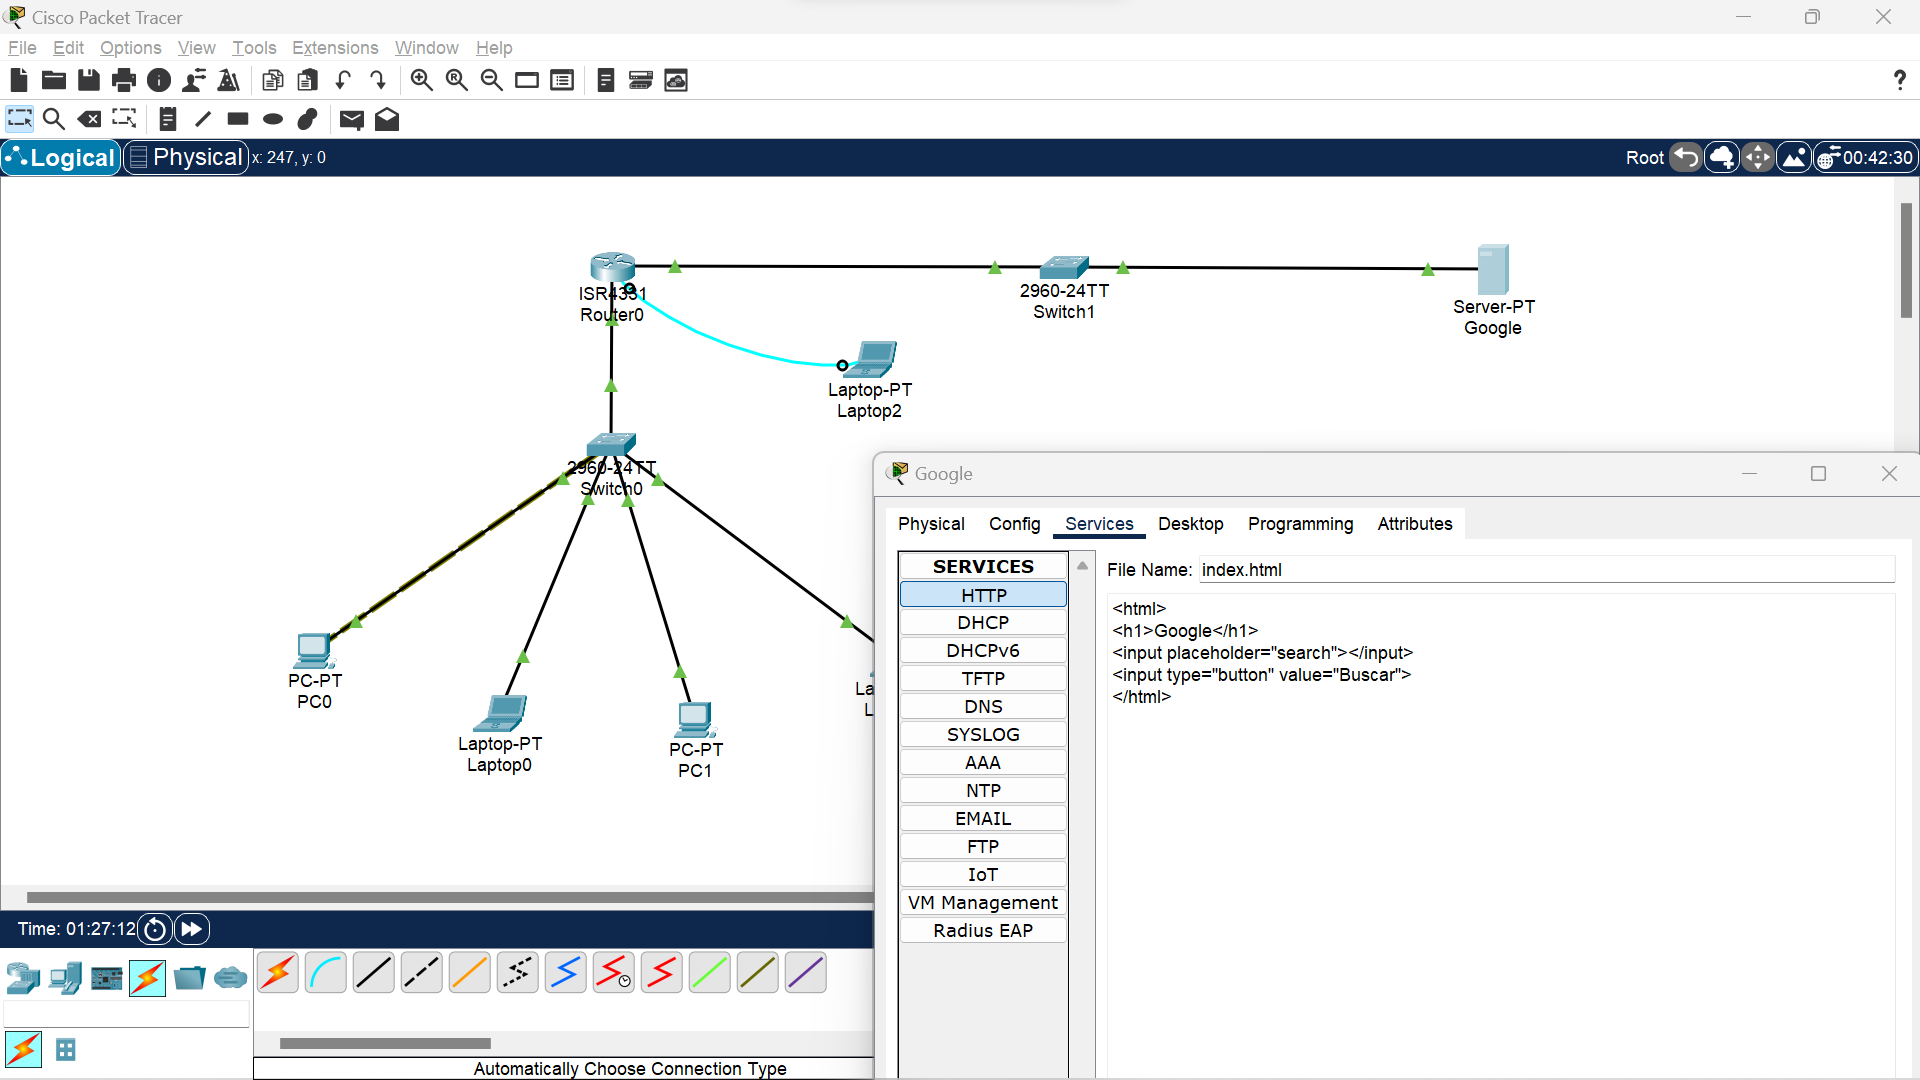 Cisco Packet Tracer
File Edit Options View Tools Extensions Window Help
Logical Physical x: 247, y: 0 Root 00:42:30
ISR4331
Router0
2960-24TT
Switch1
Server-PT
Google
Laptop-PT
Laptop2
2960-24TT
Switch0
PC-PT
PC0
Laptop-PT
Laptop0
PC-PT
PC1
La
L
Google
Physical Config Services Desktop Programming Attributes
SERVICES
HTTP
DHCP
DHCPv6
TFTP
DNS
SYSLOG
AAA
NTP
EMAIL
FTP
IoT
VM Management
Radius EAP
File Name: index.html
<html>
<h1>Google</h1>
<input placeholder="search"></input>
<input type="button" value="Buscar">
</html>
Time: 01:27:12
Automatically Choose Connection Type